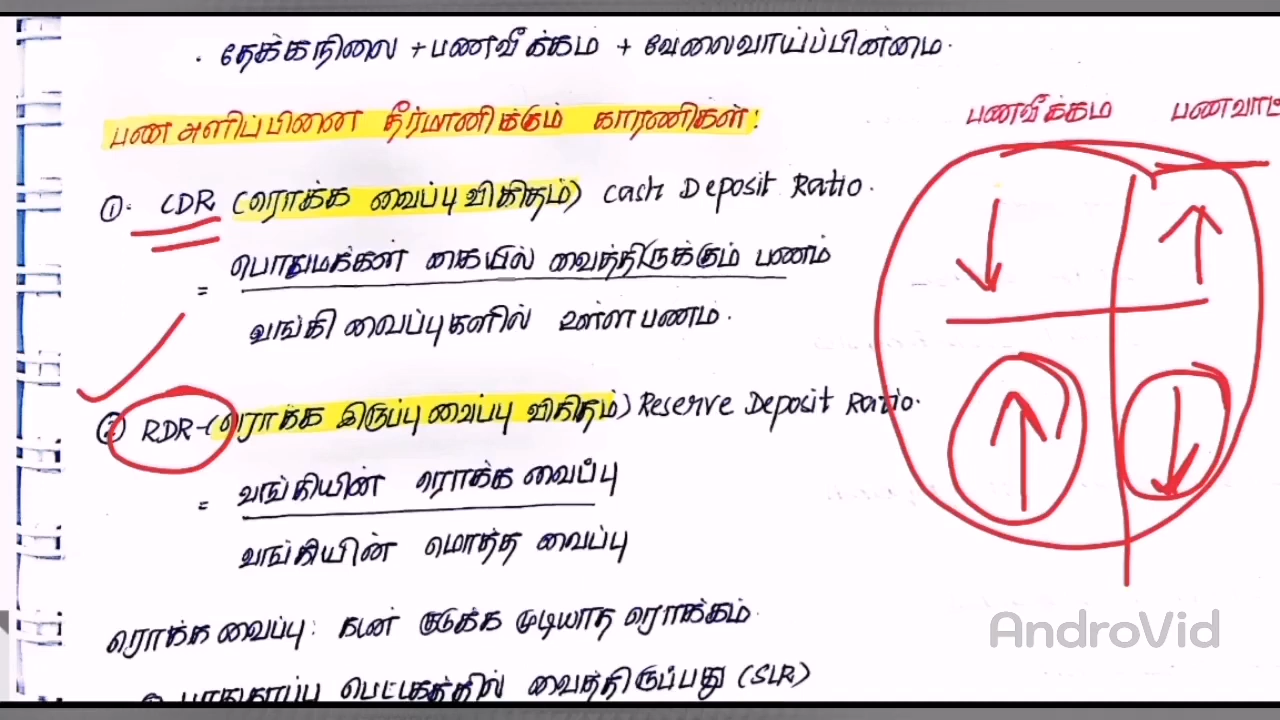 . தேக்கநிலை + பணவீக்கம் + வேலைவாய்ப்பின்மை.
பண அளிப்பினை தீர்மானிக்கும் காரணிகள்:
①. CDR (ரொக்க வைப்பு விகிதம்) Cash Deposit Ratio.
= பொதுமக்கள் கையில் வைத்திருக்கும் பணம்
வங்கி வைப்புகளில் உள்ள பணம்.
② RDR-(ரொக்க இருப்பு வைப்பு விகிதம்) Reserve Deposit Ratio.
= வங்கியின் ரொக்க வைப்பு
வங்கியின் மொத்த வைப்பு
ரொக்க வைப்பு : கடன் கொடுக்க முடியாத ரொக்கம்.
பாதுகாப்பு பெட்டகத்தில் வைத்திருப்பது (SLR)
பணவீக்கம் பணவாட்
AndroVid